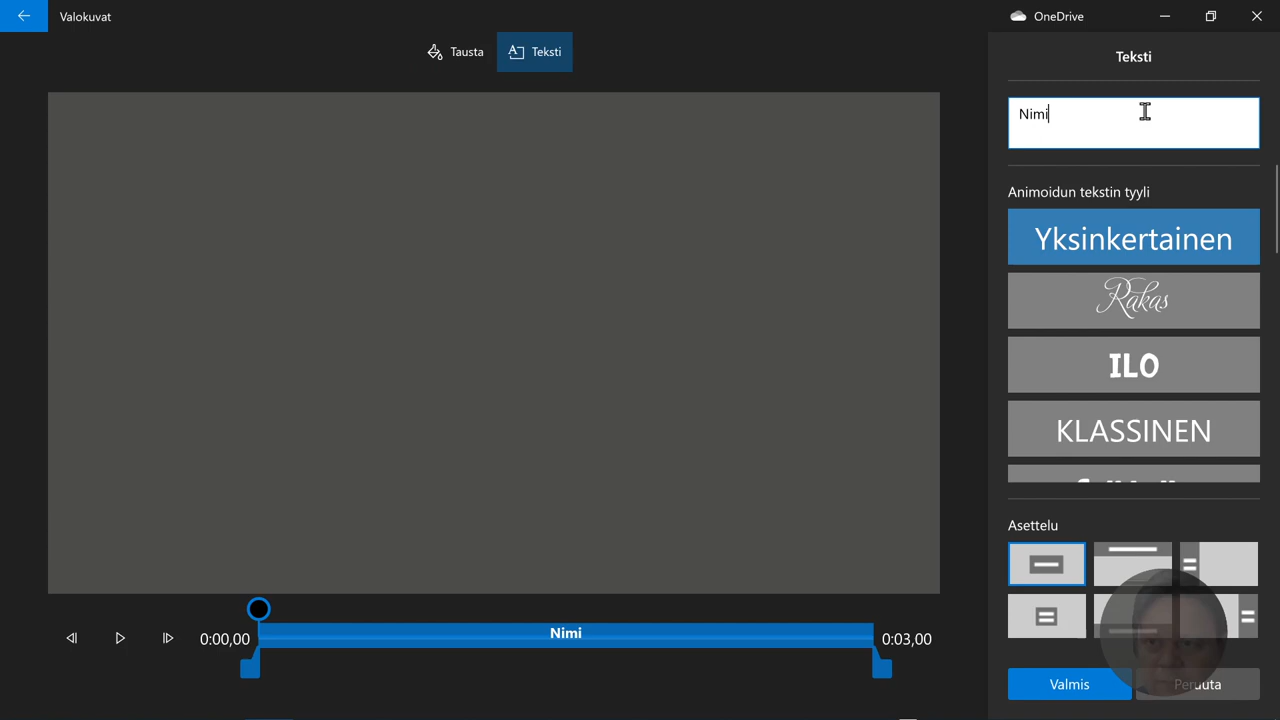 Valokuvat
OneDrive
Tausta
Teksti
Teksti
Nimi
Animoidun tekstin tyyli
Yksinkertainen
Rakas
ILO
KLASSINEN
Asettelu
0:00,00
Nimi
0:03,00
Valmis
Peruuta